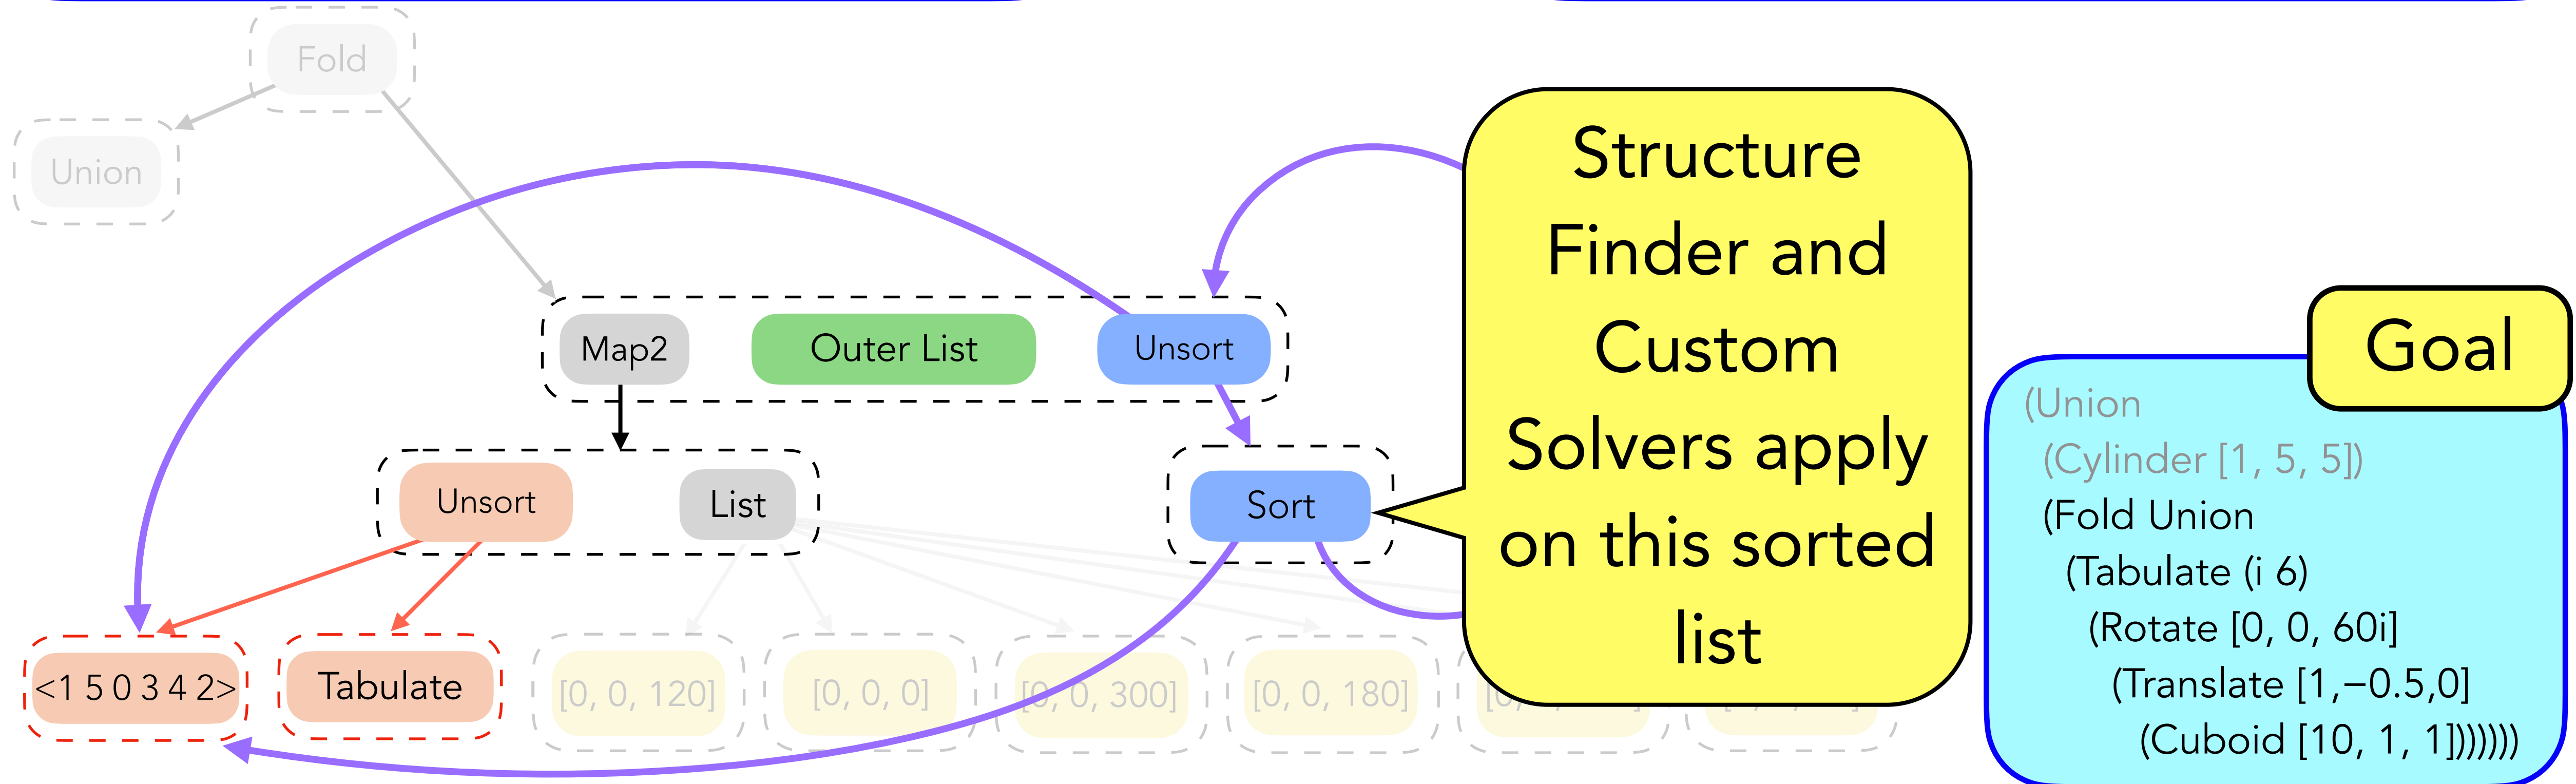 Fold
Union
Structure
Finder and
Custom
Solvers apply
on this sorted
list
Map2
Outer List
Unsort
Goal
Unsort
List
Sort
(Union
(Cylinder [1, 5, 5])
(Fold Union
(Tabulate (i 6)
(Rotate [0, 0, 60i]
(Translate [1,−0.5,0]
(Cuboid [10, 1, 1]))))))
<1 5 0 3 4 2>
Tabulate
[0, 0, 120]
[0, 0, 0]
[0, 0, 300]
[0, 0, 180]